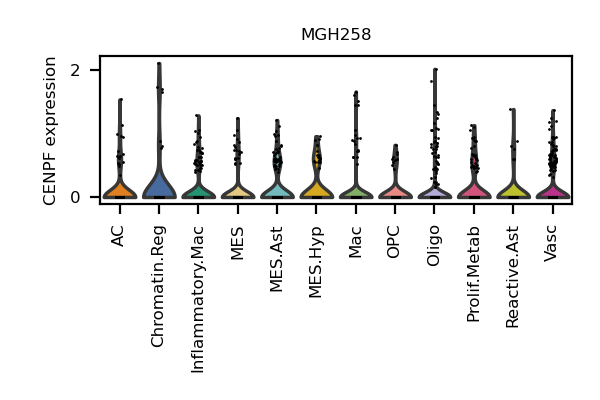 MGH258
CENPF expression
2
0
AC
Chromatin.Reg
Inflammatory.Mac
MES
MES.Ast
MES.Hyp
Mac
OPC
Oligo
Prolif.Metab
Reactive.Ast
Vasc